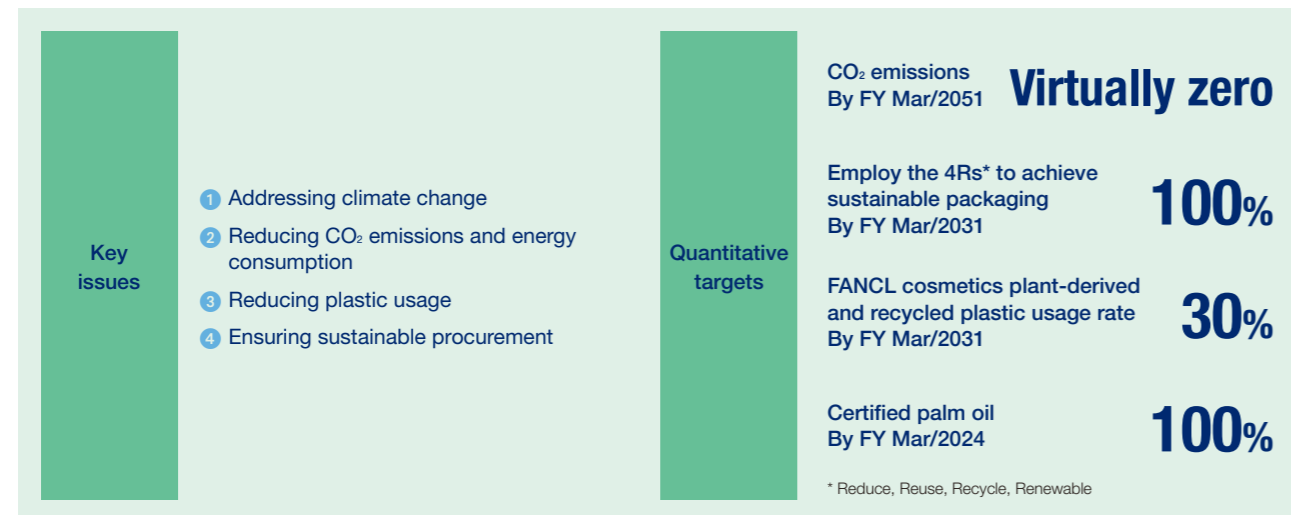 Key
issues
1 Addressing climate change
2 Reducing CO₂ emissions and energy
consumption
3 Reducing plastic usage
4 Ensuring sustainable procurement
Quantitative
targets
CO₂ emissions
By FY Mar/2051
Virtually zero
Employ the 4Rs* to achieve
sustainable packaging
By FY Mar/2031
100%
FANCL cosmetics plant-derived
and recycled plastic usage rate
By FY Mar/2031
30%
Certified palm oil
By FY Mar/2024
100%
* Reduce, Reuse, Recycle, Renewable